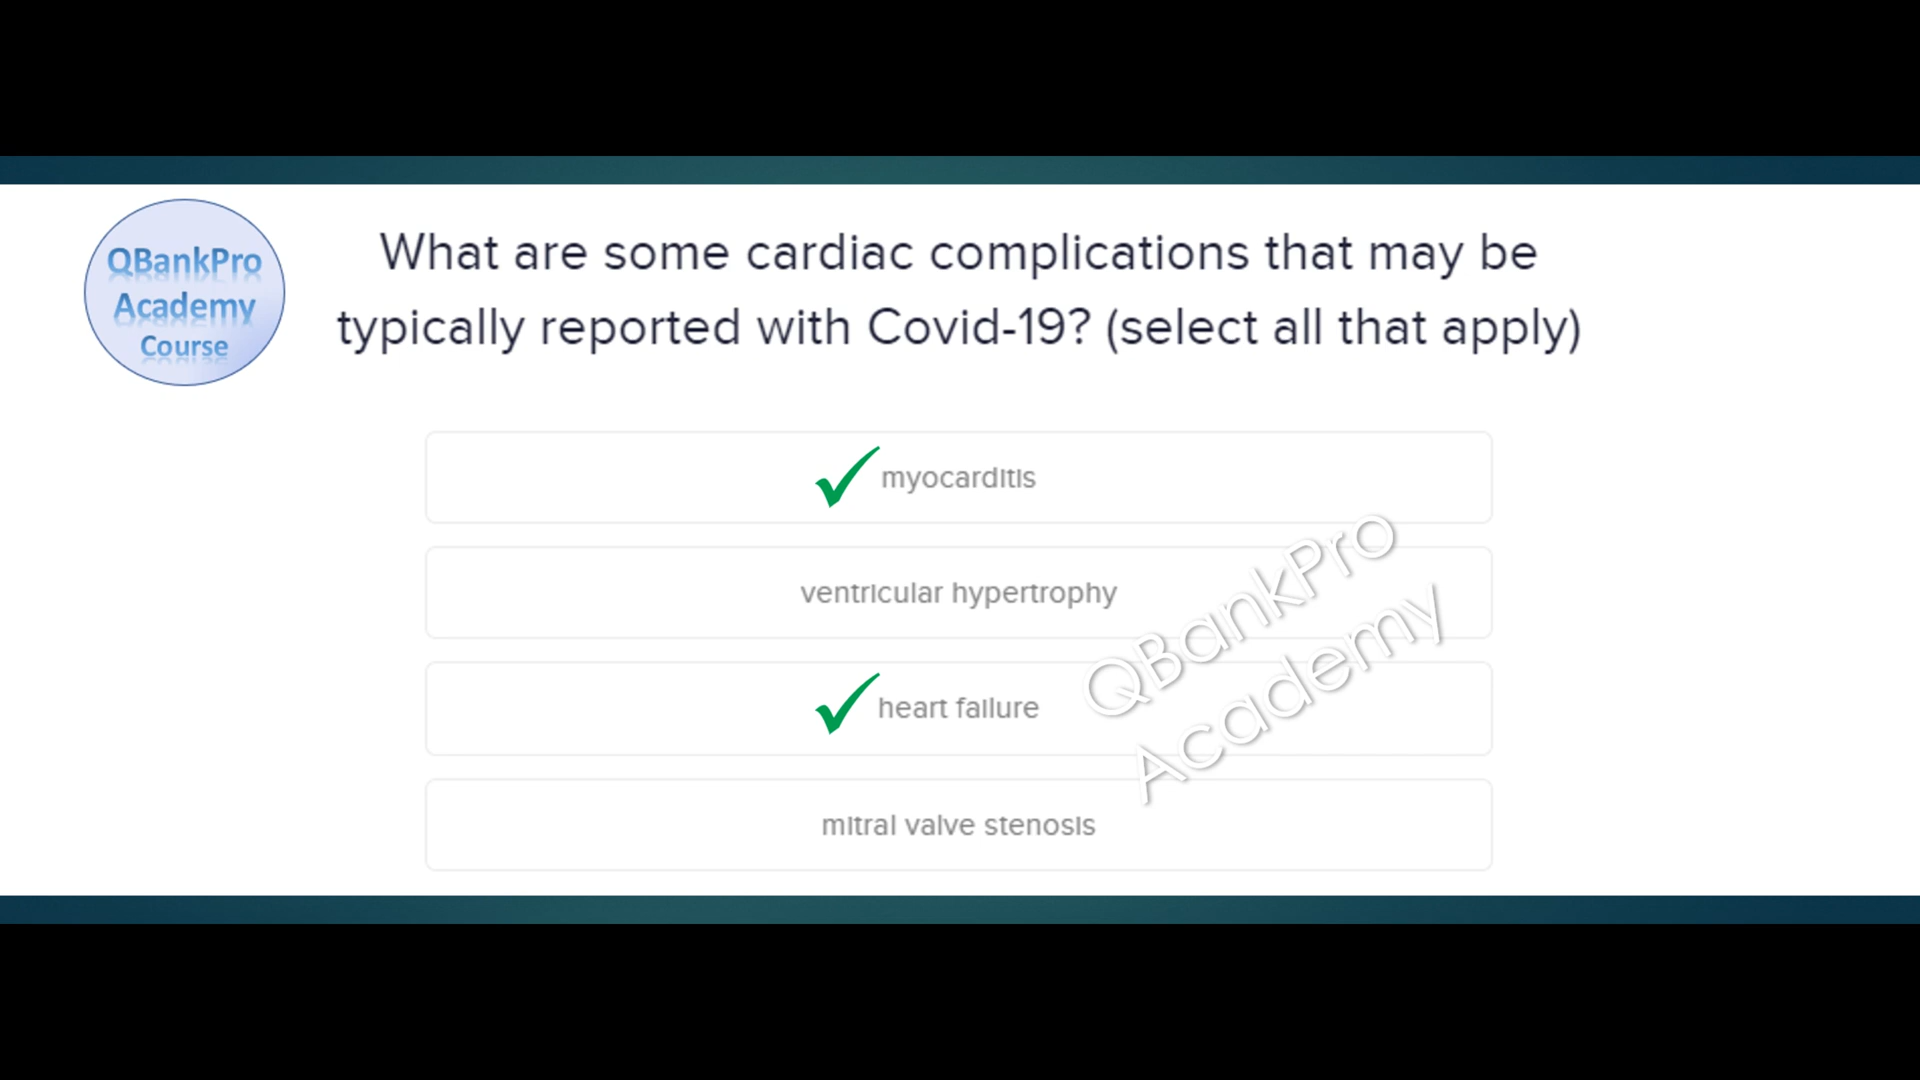 QBankPro
Academy
Course
What are some cardiac complications that may be
typically reported with Covid-19? (select all that apply)
myocarditis
ventricular hypertrophy
heart failure
mitral valve stenosis
QBankPro
Academy